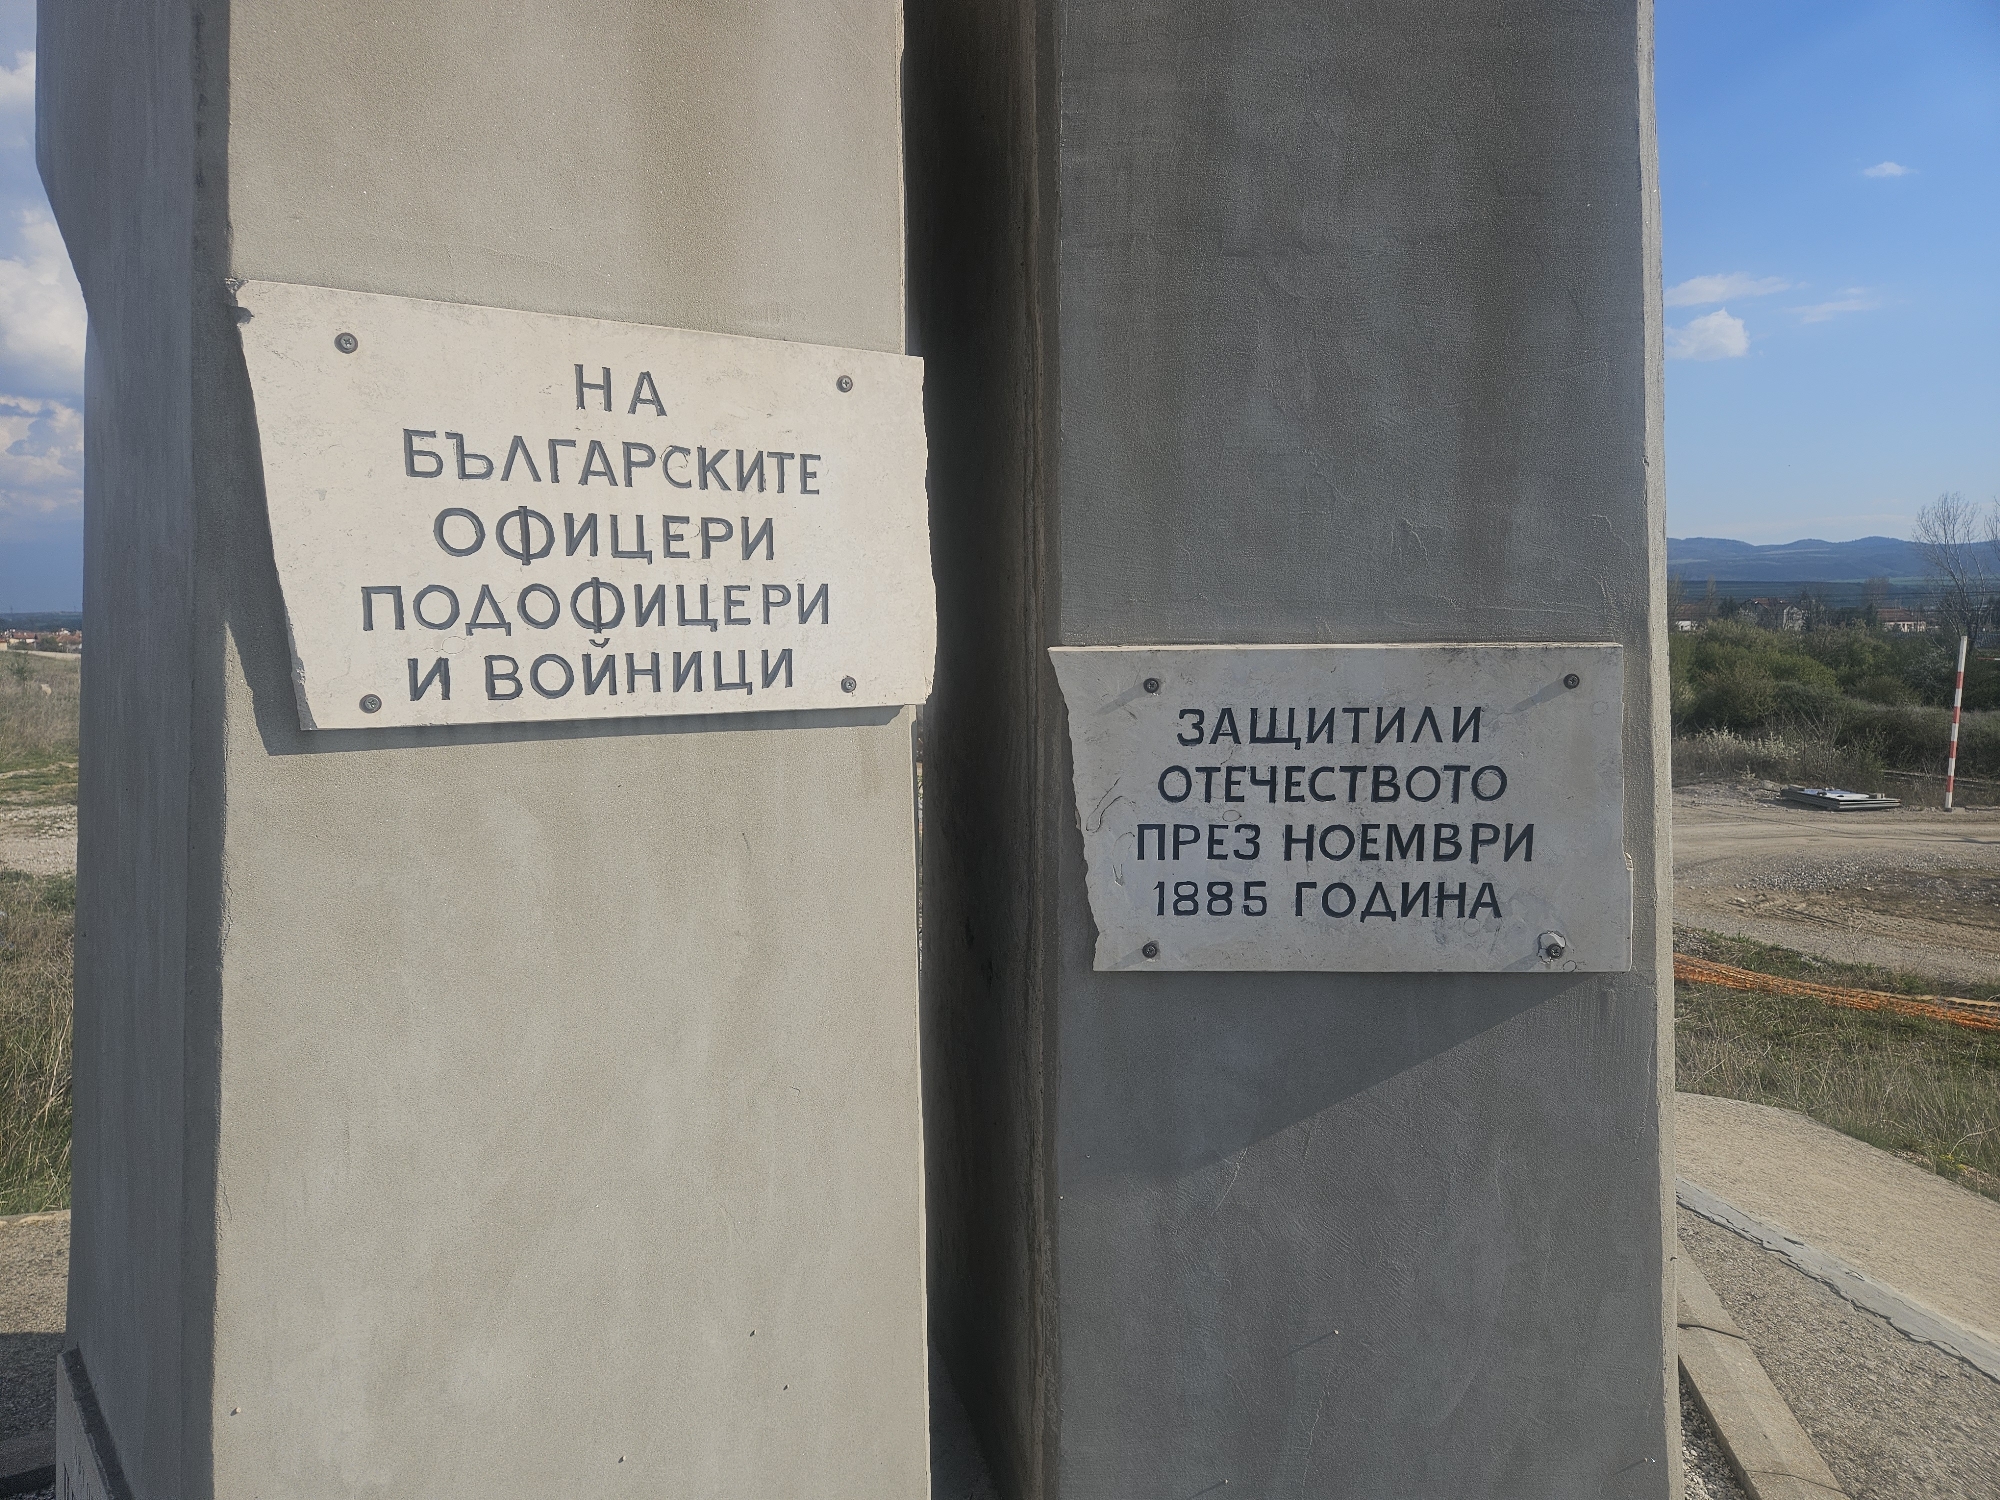 НА
БЪЛГАРСКИТЕ
ОФИЦЕРИ
ПОДОФИЦЕРИ
И ВОЙНИЦИ
ЗАЩИТИЛИ
ОТЕЧЕСТВОТО
ПРЕЗ НОЕМВРИ
1885 ГОДИНА